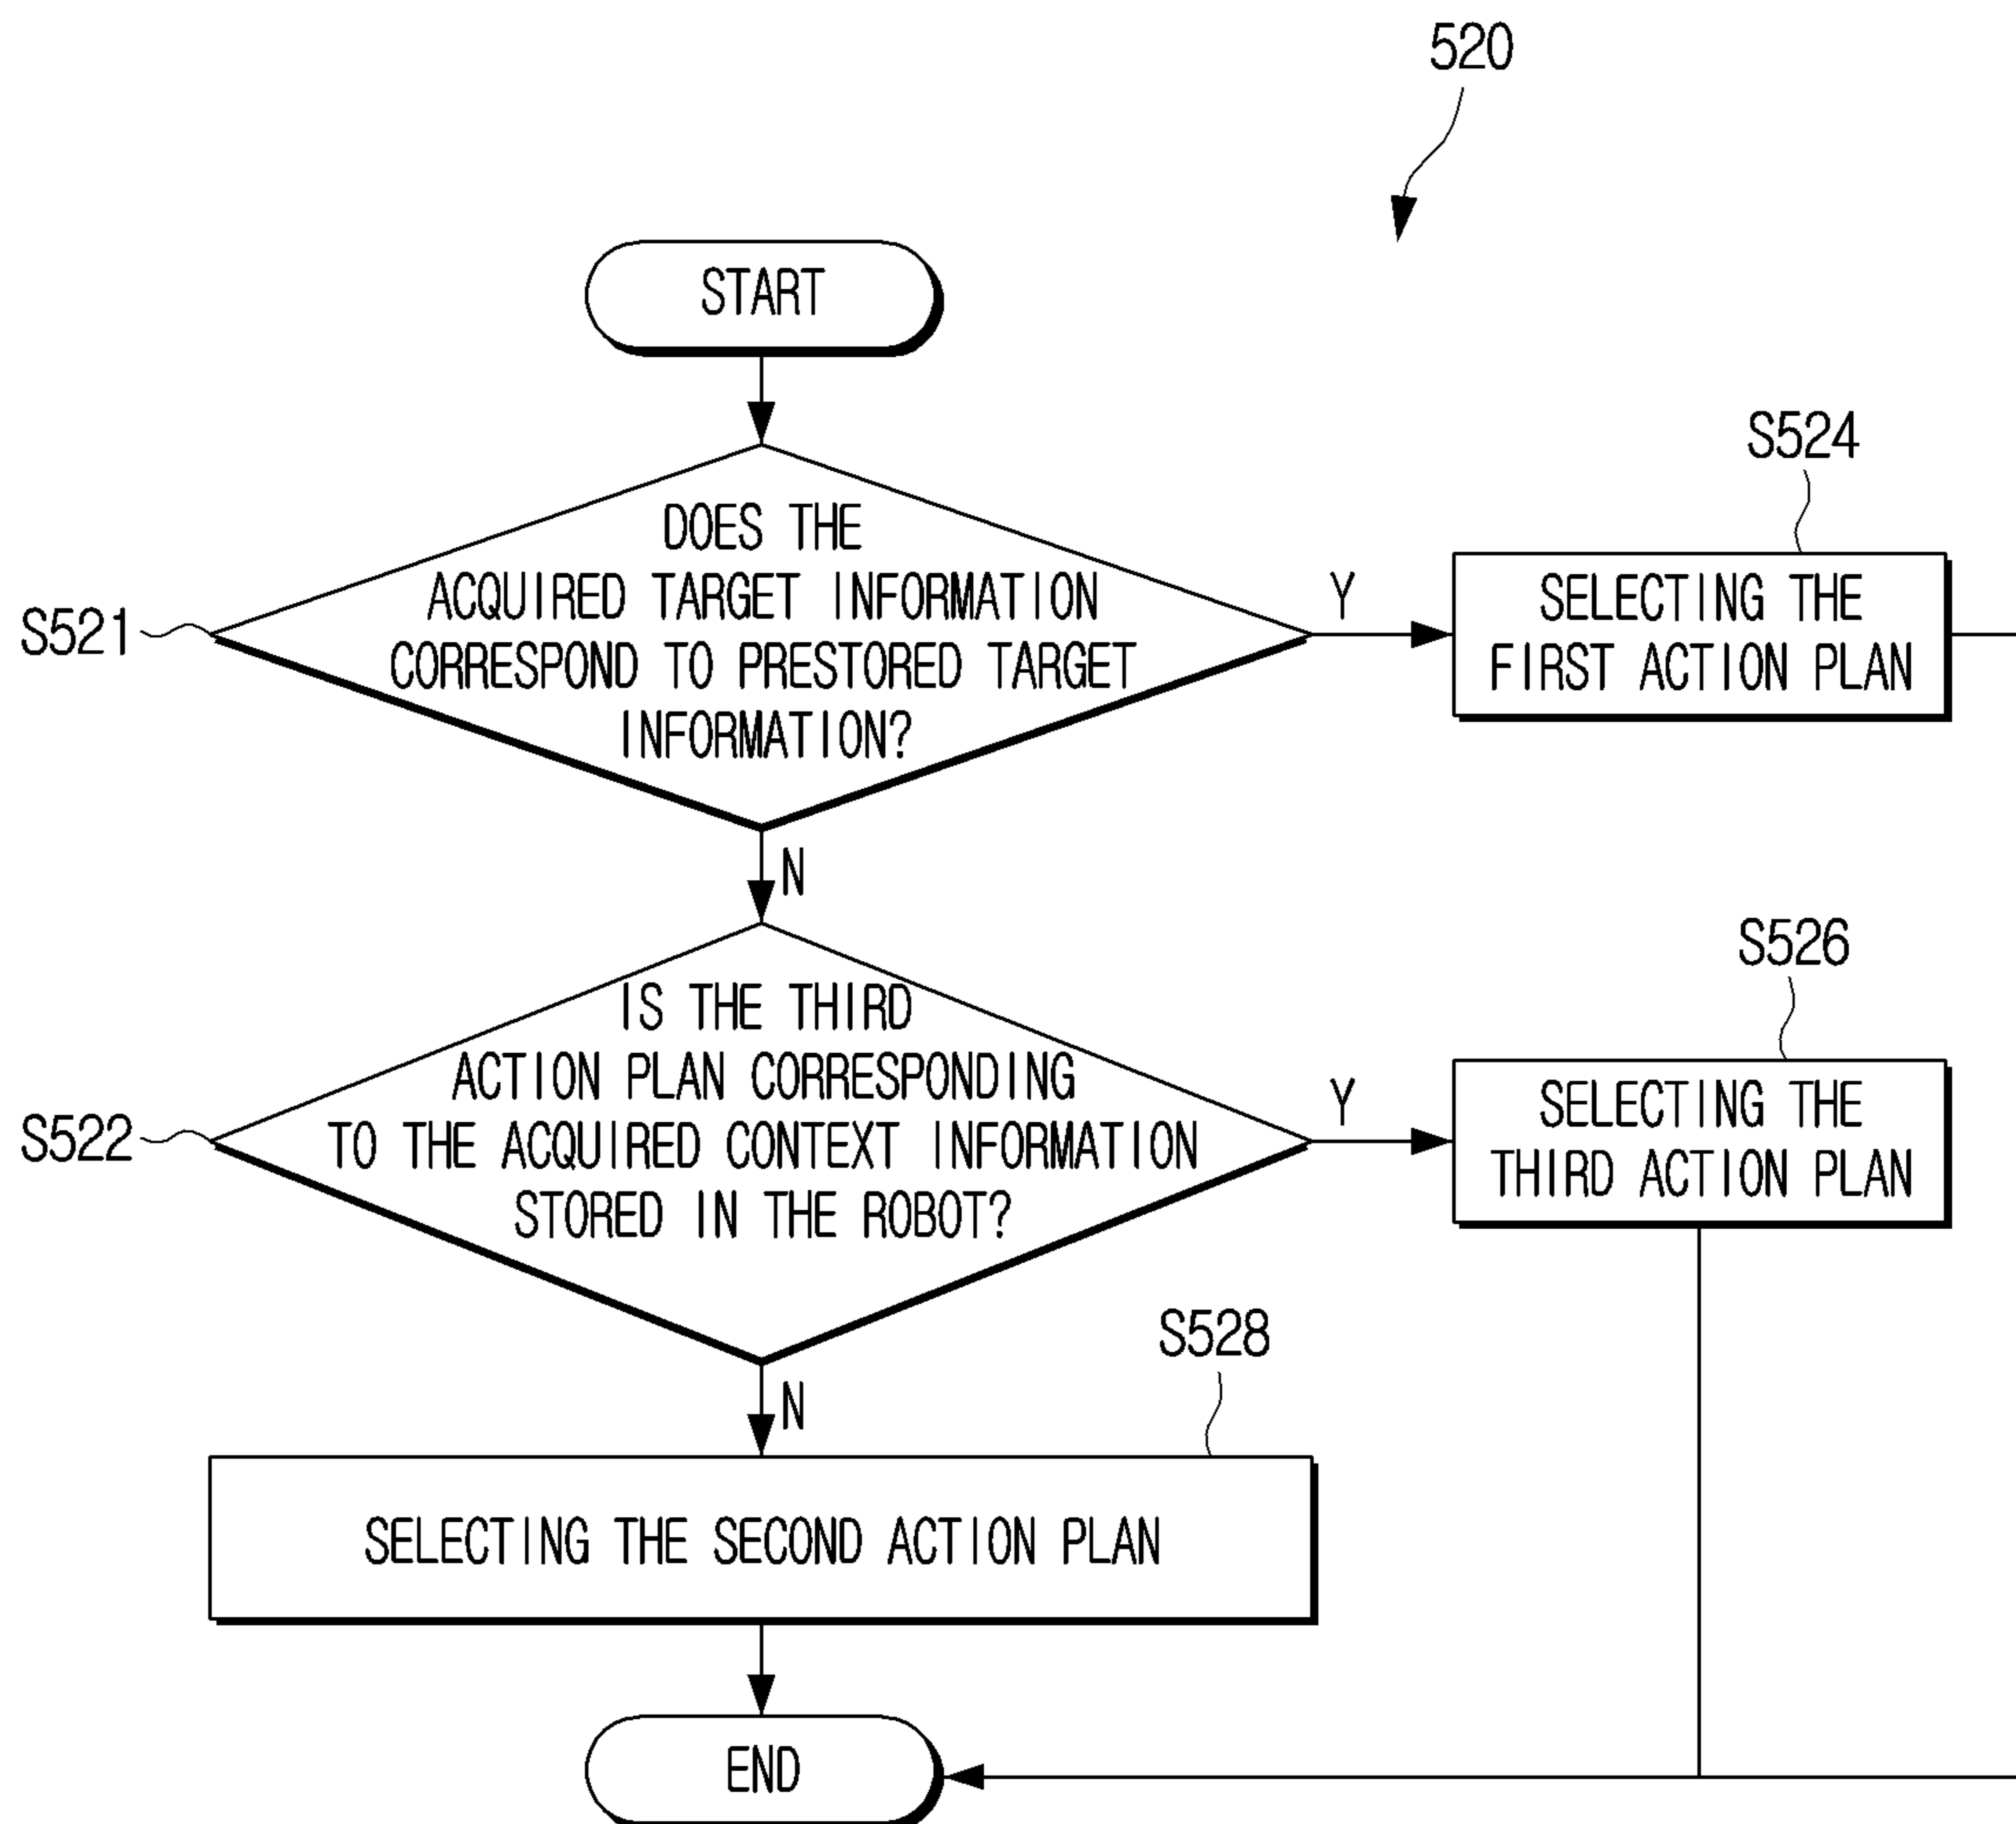 520
START
S524
DOES THE
ACQUIRED TARGET INFORMATION
CORRESPOND TO PRESTORED TARGET
INFORMATION?
S521
Y
SELECTING THE
FIRST ACTION PLAN
N
S526
IS THE THIRD
ACTION PLAN CORRESPONDING
TO THE ACQUIRED CONTEXT INFORMATION
STORED IN THE ROBOT?
S522
Y
SELECTING THE
THIRD ACTION PLAN
N
S528
SELECTING THE SECOND ACTION PLAN
END